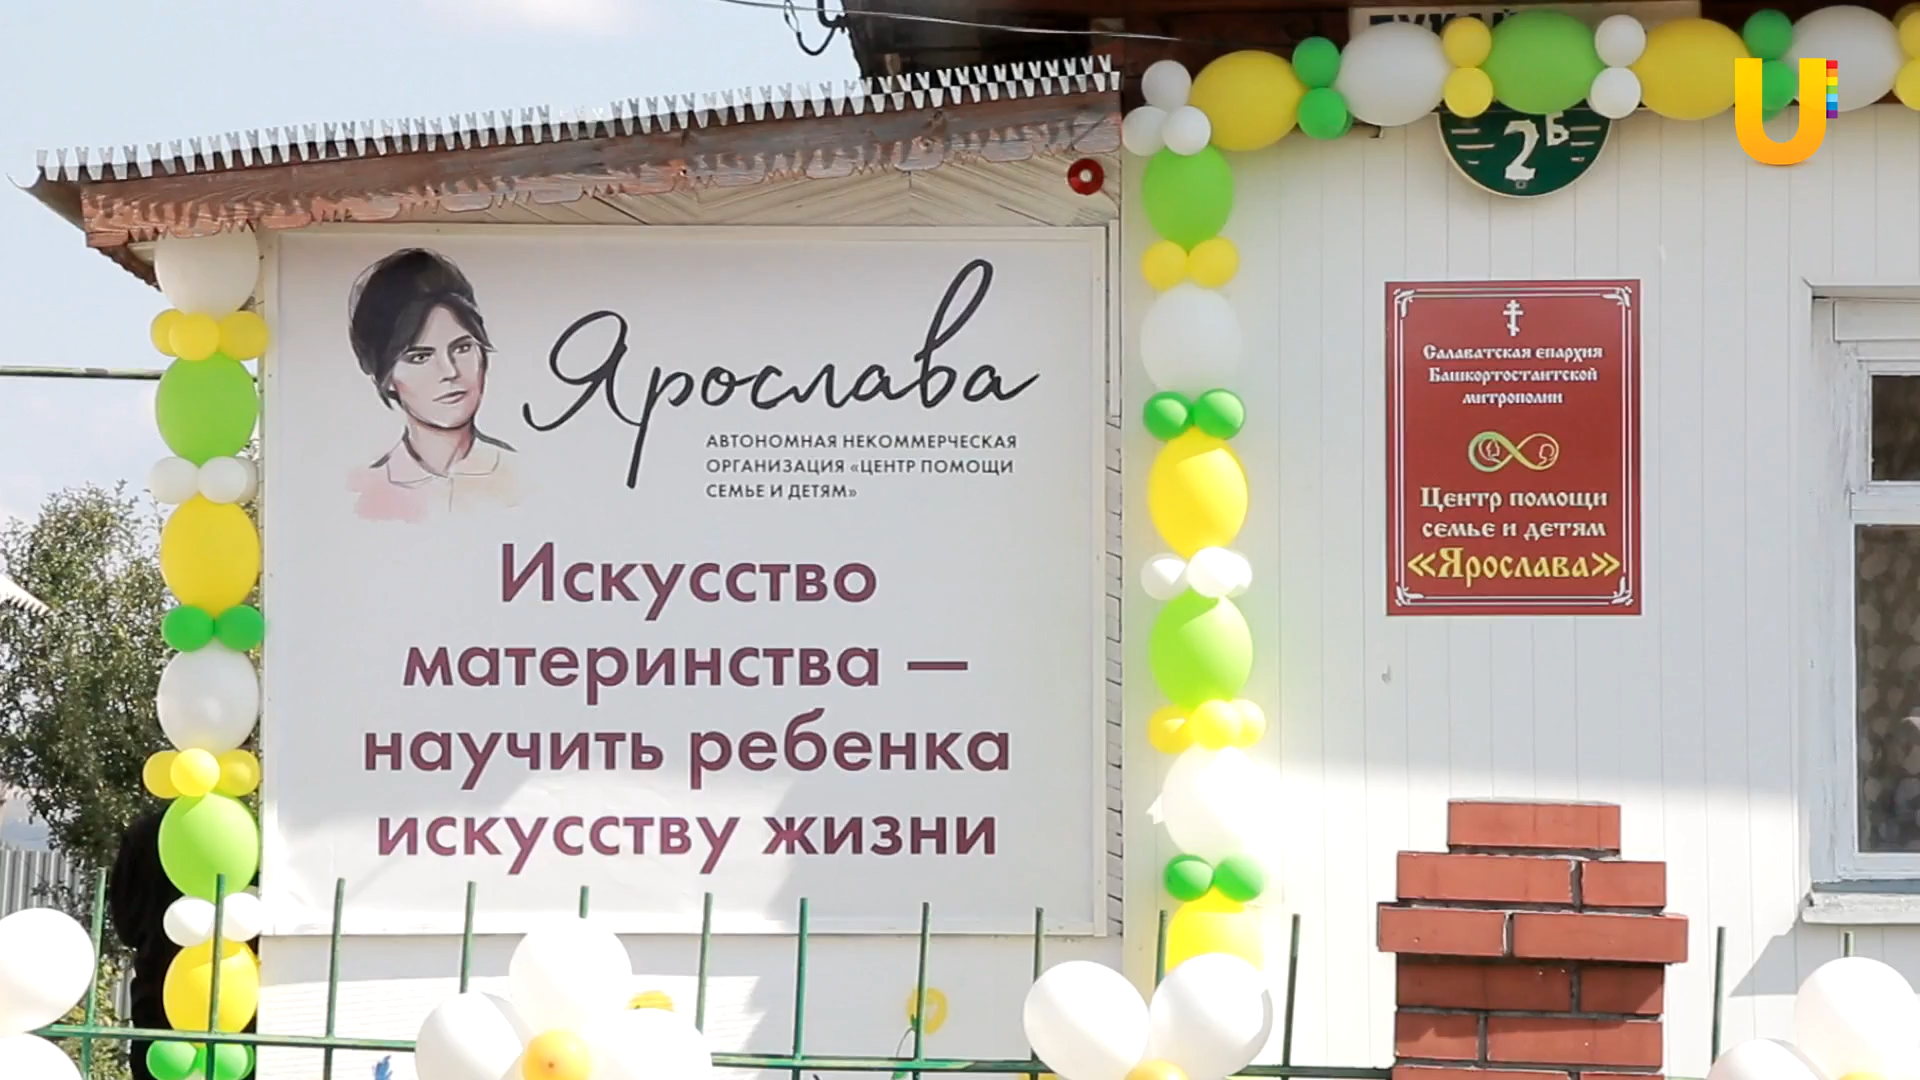 Ярослава
АВТОНОМНАЯ НЕКОММЕРЧЕСКАЯ
ОРГАНИЗАЦИЯ «ЦЕНТР ПОМОЩИ
СЕМЬЕ И ДЕТЯМ»
Искусство
материнства —
научить ребенка
искусству жизни
2Б
Салаватская епархия
Башкортостантской
митрополии
Центр помощи
семье и детям
«Ярослава»
U